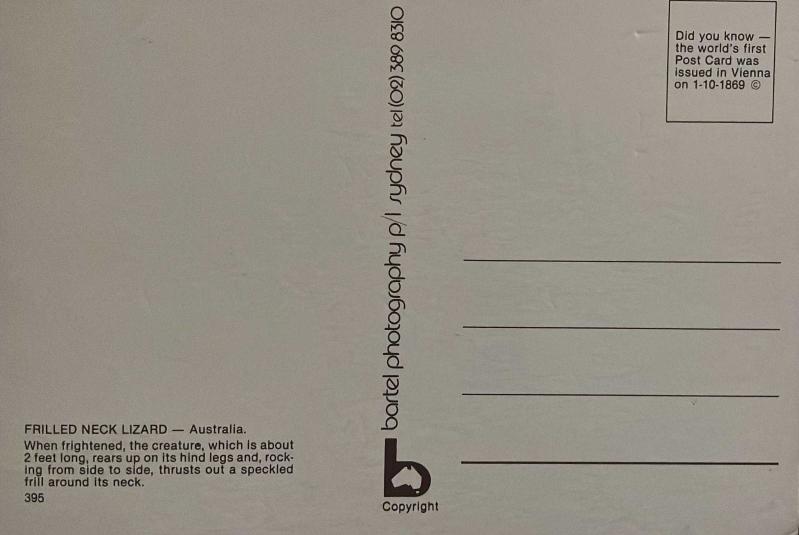 FRILLED NECK LIZARD — Australia.
When frightened, the creature, which is about
2 feet long, rears up on its hind legs and, rock-
ing from side to side, thrusts out a speckled
frill around its neck.
395
bartel photography p/l sydney tel (02) 389 8310
b
Copyright
Did you know —
the world's first
Post Card was
issued in Vienna
on 1-10-1869 ©